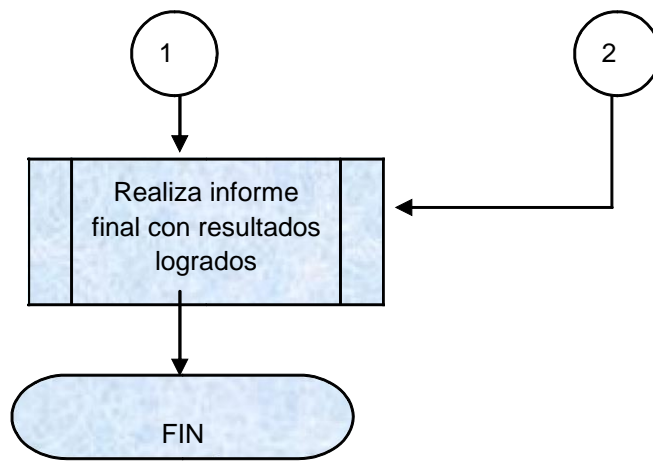 1
2
Realiza informe
final con resultados
logrados
FIN